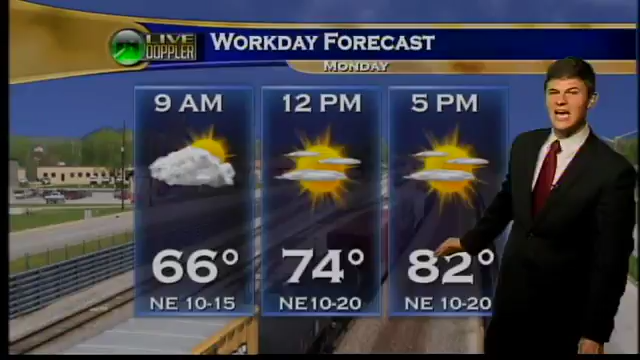 LIVE
DOPPLER
WORKDAY FORECAST
MONDAY
9 AM 12 PM 5 PM
66° 74° 82°
NE 10-15 NE10-20 NE 10-20